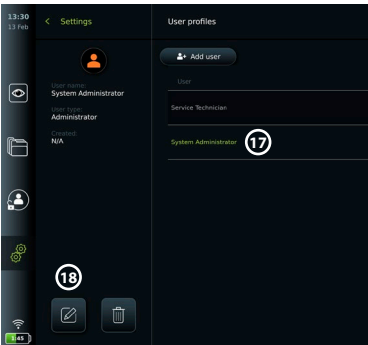 13:30
13 Feb
< Settings
User profiles
Add user
User name:
System Administrator
User type:
Administrator
Created:
N/A
User
Service Technician
System Administrator
17
18
1:45